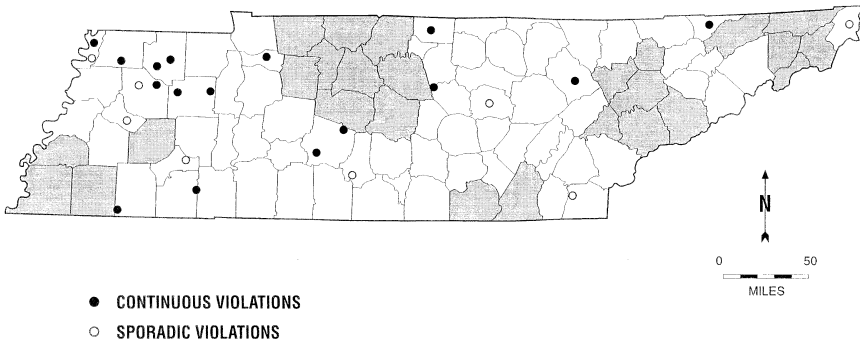 N
0 50
MILES
CONTINUOUS VIOLATIONS
SPORADIC VIOLATIONS